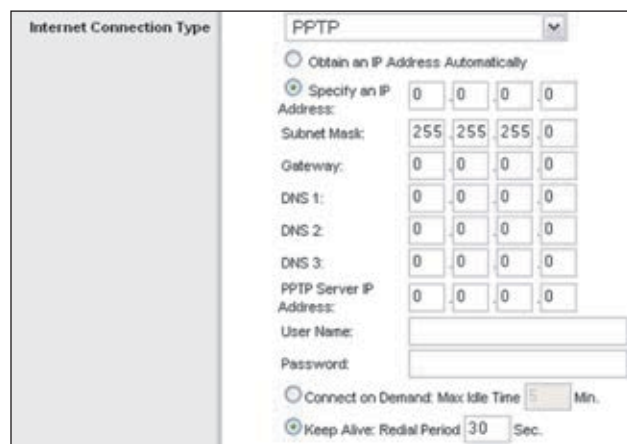 Internet Connection Type PPTP
Obtain an IP Address Automatically
Specify an IP Address: 0 . 0 . 0 . 0
Subnet Mask: 255 . 255 . 255 . 0
Gateway: 0 . 0 . 0 . 0
DNS 1: 0 . 0 . 0 . 0
DNS 2: 0 . 0 . 0 . 0
DNS 3: 0 . 0 . 0 . 0
PPTP Server IP Address: 0 . 0 . 0 . 0
User Name:
Password:
Connect on Demand: Max Idle Time 5 Min.
Keep Alive: Redial Period 30 Sec.